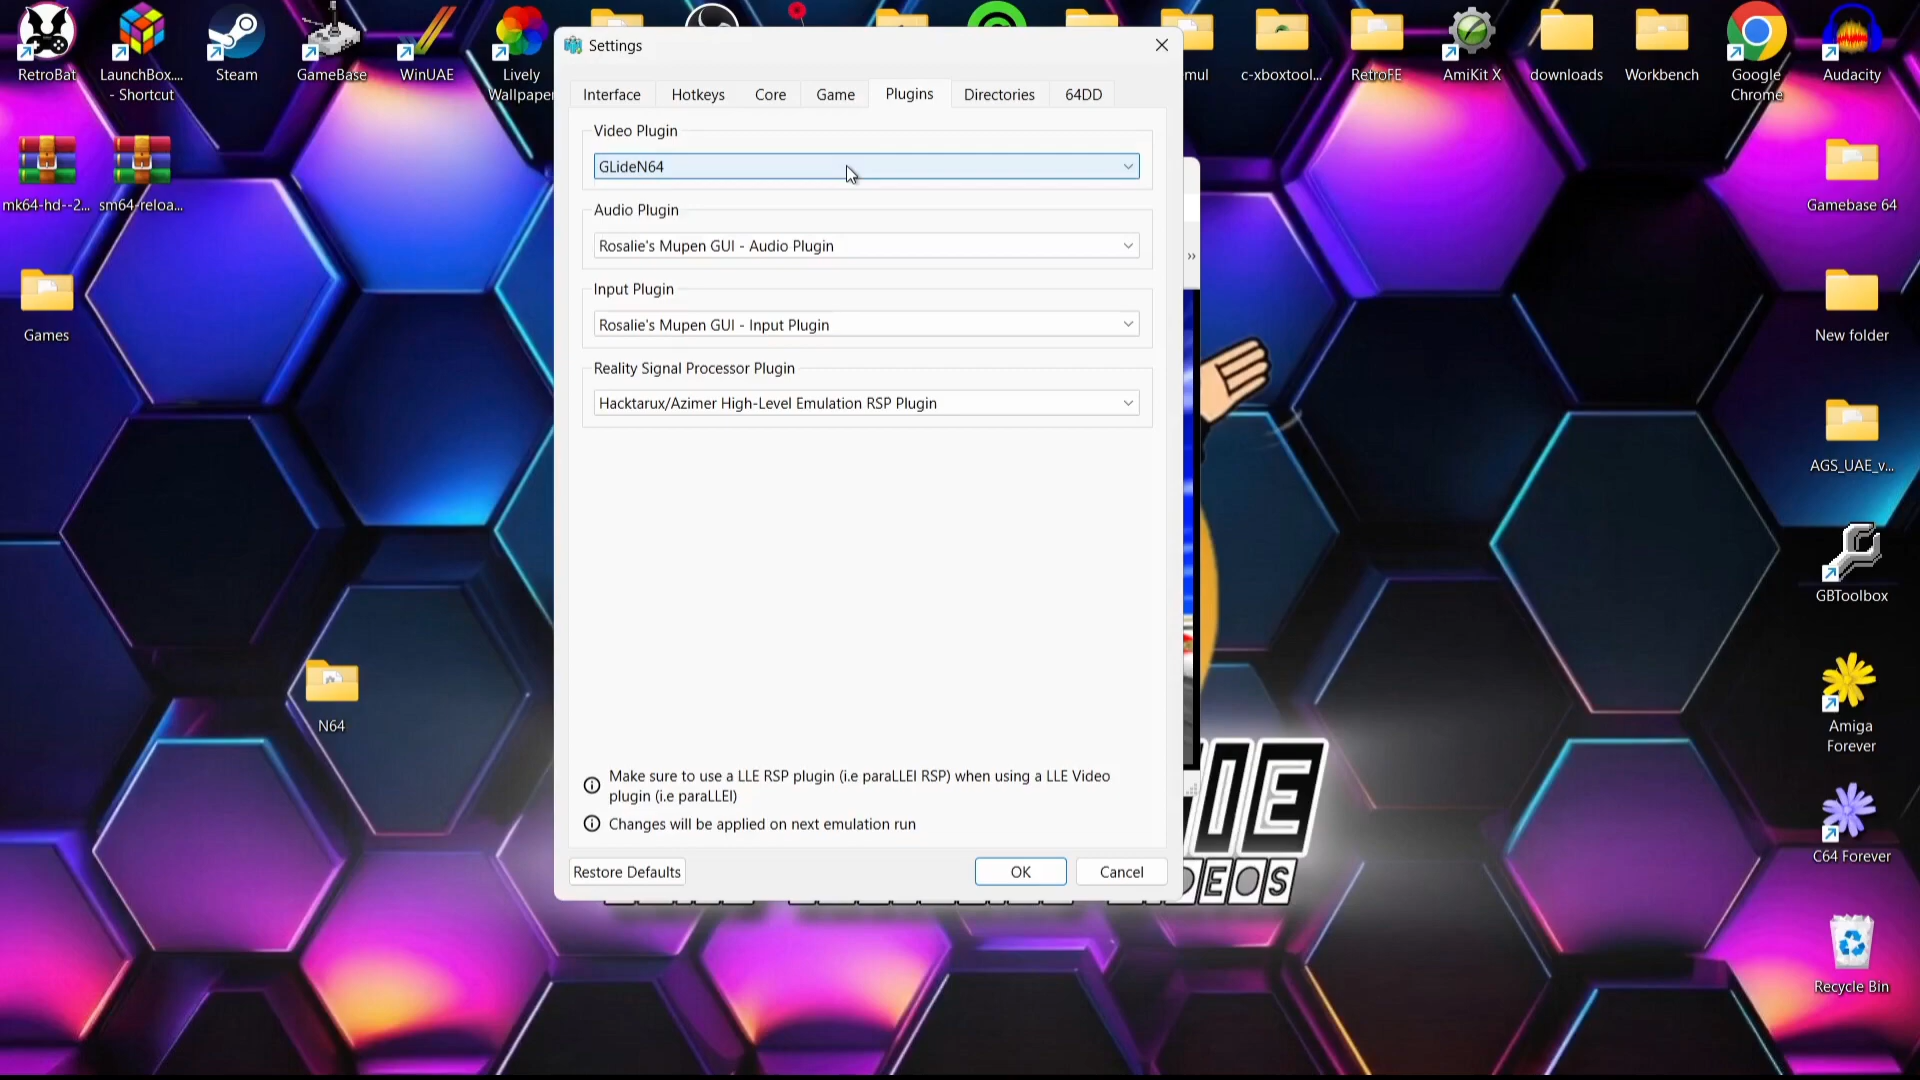 RetroBat
LaunchBox....
- Shortcut
Steam
GameBase
WinUAE
Lively
Wallpaper
c-xboxtool...
RetroFE
AmiKit X
downloads
Workbench
Google
Chrome
Audacity
mk64-hd--2...
sm64-reloa...
Games
N64
Gamebase 64
New folder
AGS_UAE_v...
GBToolbox
Amiga
Forever
C64 Forever
Recycle Bin
Settings
Interface
Hotkeys
Core
Game
Plugins
Directories
64DD
Video Plugin
GLideN64
Audio Plugin
Rosalie's Mupen GUI - Audio Plugin
Input Plugin
Rosalie's Mupen GUI - Input Plugin
Reality Signal Processor Plugin
Hacktarux/Azimer High-Level Emulation RSP Plugin
Make sure to use a LLE RSP plugin (i.e paraLLEl RSP) when using a LLE Video
plugin (i.e paraLLEl)
Changes will be applied on next emulation run
Restore Defaults
OK
Cancel